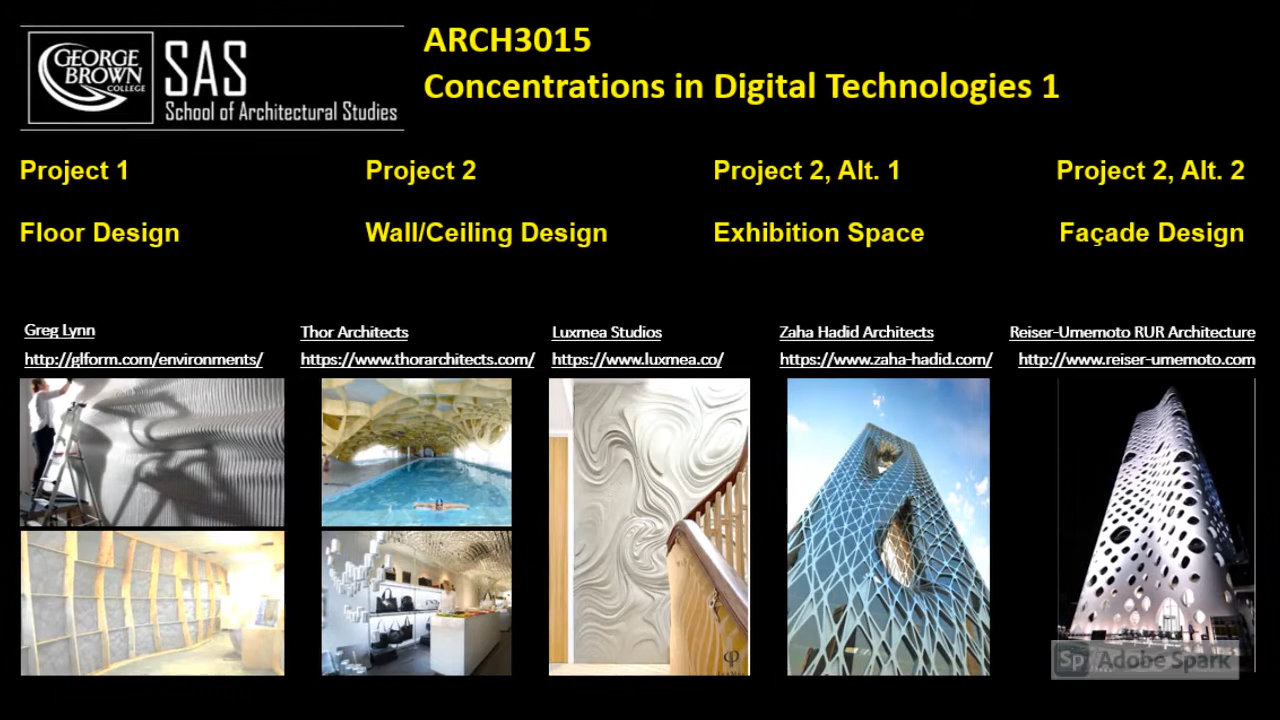 GEORGE
BROWN
COLLEGE
SAS
School of Architectural Studies
ARCH3015
Concentrations in Digital Technologies 1
Project 1
Project 2
Project 2, Alt. 1
Project 2, Alt. 2
Floor Design
Wall/Ceiling Design
Exhibition Space
Façade Design
Greg Lynn
Thor Architects
Luxmea Studios
Zaha Hadid Architects
Reiser-Umemoto RUR Architecture
http://glform.com/environments/
https://www.thorarchitects.com/
https://www.luxmea.co/
https://www.zaha-hadid.com/
http://www.reiser-umemoto.com
Sp Adobe Spark